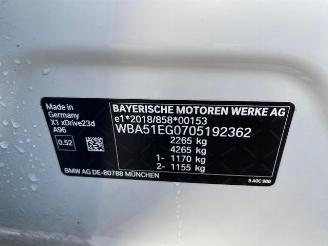 Made in
Germany
X1 xDrive23d
A96
0.52
BAYERISCHE MOTOREN WERKE AG
e1*2018/858*00153
WBA51EG0705192362
2265 kg
4265 kg
1- 1170 kg
2- 1155 kg
BMW AG DE-80788 MÜNCHEN